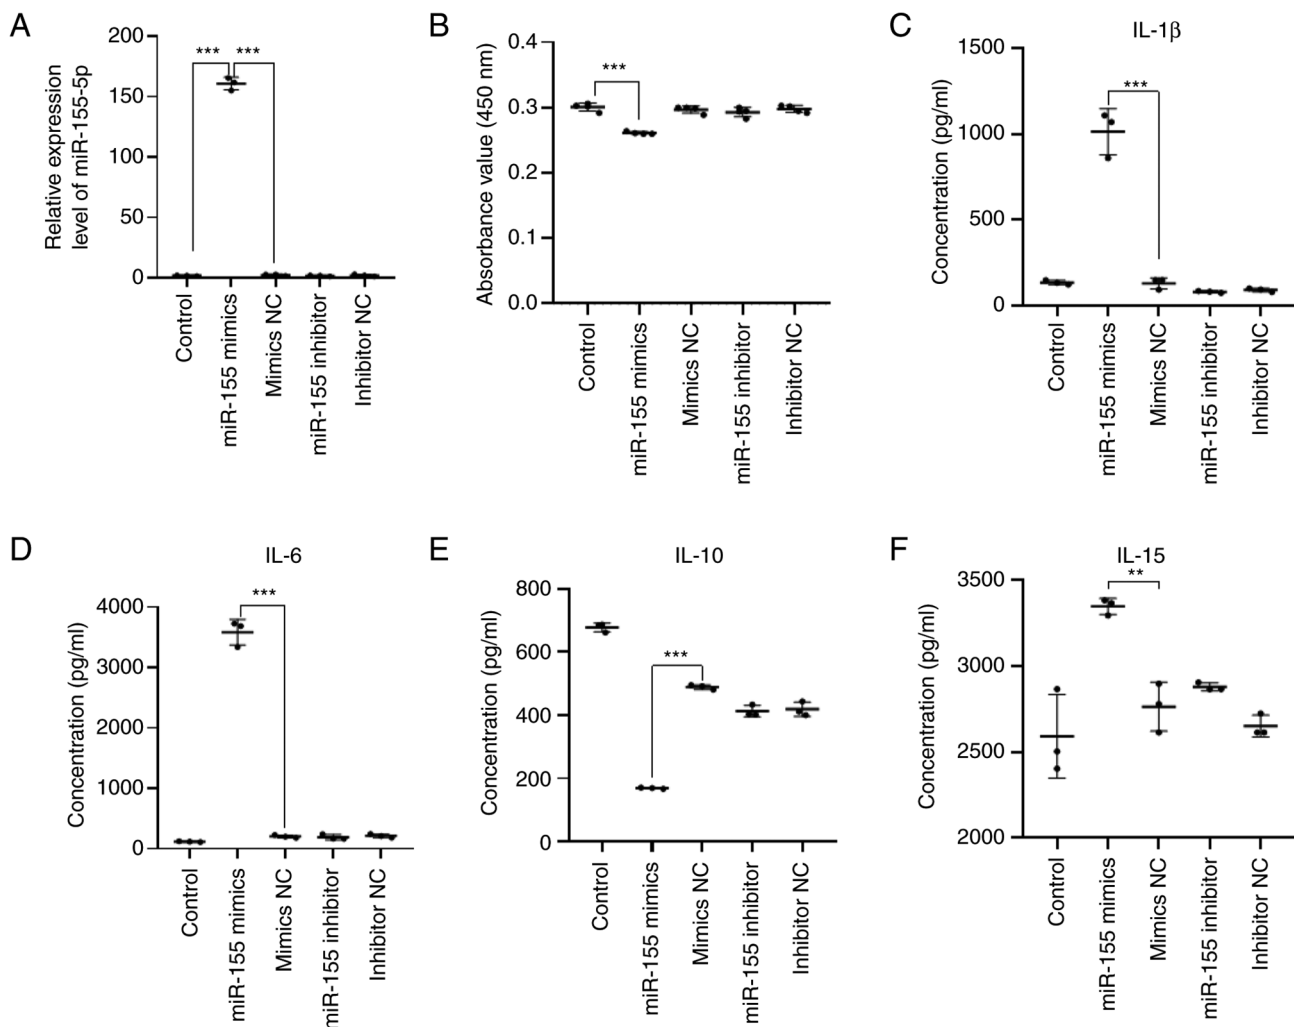 A
Relative expression
level of miR-155-5p
200
150
100
50
0
***
***
Control
miR-155 mimics
Mimics NC
miR-155 inhibitor
Inhibitor NC
B
Absorbance value (450 nm)
0.4
0.3
0.2
0.1
0.0
***
Control
miR-155 mimics
Mimics NC
miR-155 inhibitor
Inhibitor NC
C
IL-1β
Concentration (pg/ml)
1500
1000
500
0
***
Control
miR-155 mimics
Mimics NC
miR-155 inhibitor
Inhibitor NC
D
IL-6
Concentration (pg/ml)
4000
3000
2000
1000
0
***
Control
miR-155 mimics
Mimics NC
miR-155 inhibitor
Inhibitor NC
E
IL-10
Concentration (pg/ml)
800
600
400
200
0
***
Control
miR-155 mimics
Mimics NC
miR-155 inhibitor
Inhibitor NC
F
IL-15
Concentration (pg/ml)
3500
3000
2500
2000
**
Control
miR-155 mimics
Mimics NC
miR-155 inhibitor
Inhibitor NC